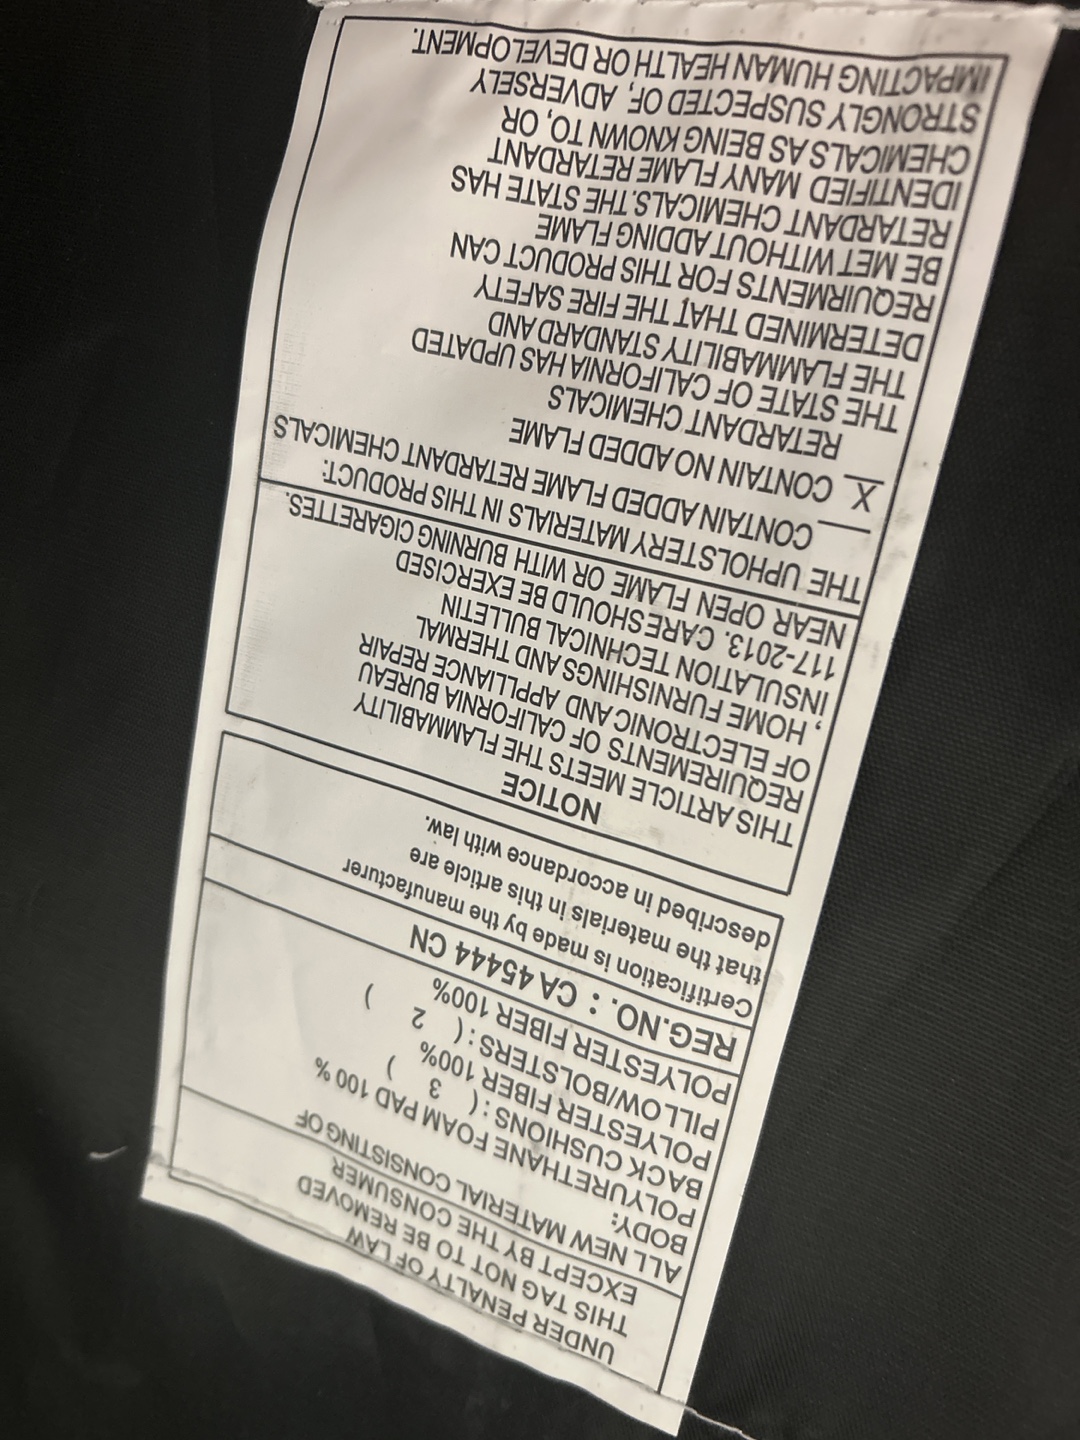 UNDER PENALTY OF LAW
THIS TAG NOT TO BE REMOVED
EXCEPT BY THE CONSUMER
ALL NEW MATERIAL CONSISTING OF
BODY:
POLYURETHANE FOAM PAD 100 %
BACK CUSHIONS: ( 3 )
POLYESTER FIBER 100%
PILLOW/BOLSTERS: ( 2 )
POLYESTER FIBER 100%
REG.NO. : CA 45444 CN
Certification is made by the manufacturer
that the materials in this article are
described in accordance with law.
NOTICE
THIS ARTICLE MEETS THE FLAMMABILITY
REQUIREMENTS OF CALIFORNIA BUREAU
OF ELECTRONIC AND APPLLIANCE REPAIR
, HOME FURNISHINGS AND THERMAL
INSULATION TECHNICAL BULLETIN
117-2013. CARE SHOULD BE EXERCISED
NEAR OPEN FLAME OR WITH BURNING CIGARETTES.
THE UPHOLSTERY MATERIALS IN THIS PRODUCT:
___ CONTAIN ADDED FLAME RETARDANT CHEMICALS
_X_ CONTAIN NO ADDED FLAME
RETARDANT CHEMICALS
THE STATE OF CALIFORNIA HAS UPDATED
THE FLAMMABILITY STANDARD AND
DETERMINED THAT THE FIRE SAFETY
REQUIRMENTS FOR THIS PRODUCT CAN
BE MET WITHOUT ADDING FLAME
RETARDANT CHEMICALS.THE STATE HAS
IDENTIFIED MANY FLAME RETARDANT
CHEMICALS AS BEING KNOWN TO, OR
STRONGLY SUSPECTED OF, ADVERSELY
IMPACTING HUMAN HEALTH OR DEVELOPMENT.